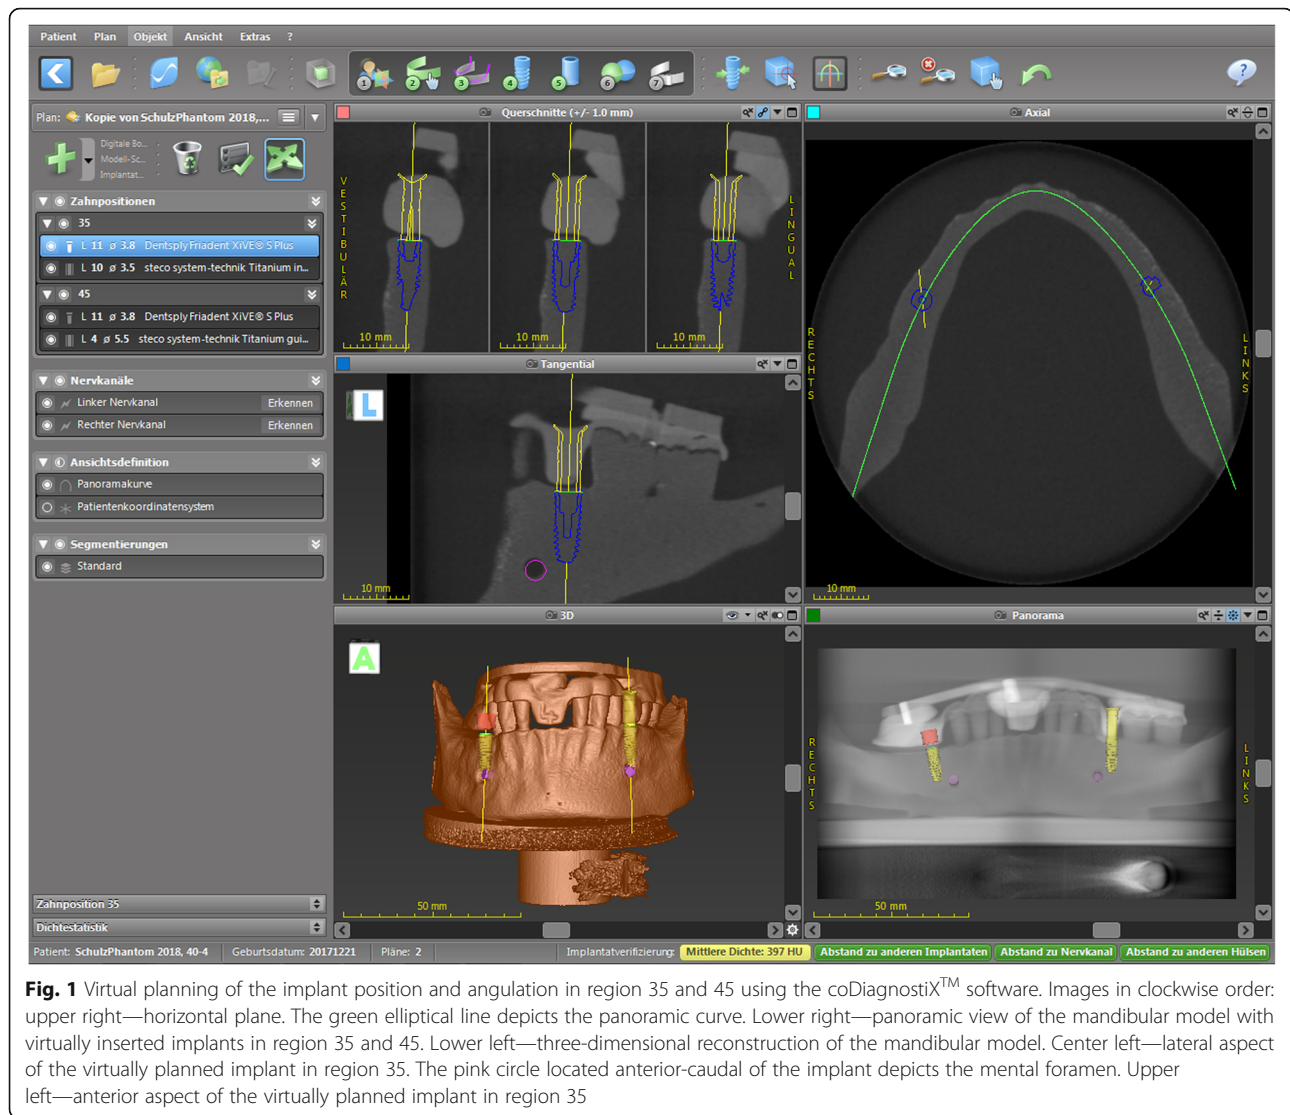 Patient Plan Objekt Ansicht Extras ?
1 2 3 4 5 6 7 ?
Plan: Kopie von SchulzPhantom 2018,...
Digitale Bo...
Modell-Sc...
Implantat...
Zahnpositionen
35
L 11 ø 3.8 Dentsply Friadent XiVE® S Plus
L 10 ø 3.5 steco system-technik Titanium in...
45
L 11 ø 3.8 Dentsply Friadent XiVE® S Plus
L 4 ø 5.5 steco system-technik Titanium gui...
Nervkanäle
Linker Nervkanal Erkennen
Rechter Nervkanal Erkennen
Ansichtsdefinition
Panoramakurve
Patientenkoordinatensystem
Segmentierungen
Standard
Zahnposition 35
Dichtestatistik
Querschnitte (+/- 1.0 mm)
VESTIBULÄR
LINGUAL
10 mm 10 mm 10 mm
Axial
RECHTS
LINKS
Tangential
L
10 mm
3D
A
50 mm
Panorama
RECHTS
LINKS
50 mm
Patient: SchulzPhantom 2018, 40-4 Geburtsdatum: 20171221 Pläne: 2 Implantatverifizierung: Mittlere Dichte: 397 HU Abstand zu anderen Implantaten Abstand zu Nervkanal Abstand zu anderen Hülsen
Fig. 1 Virtual planning of the implant position and angulation in region 35 and 45 using the coDiagnostiX™ software. Images in clockwise order:
upper right—horizontal plane. The green elliptical line depicts the panoramic curve. Lower right—panoramic view of the mandibular model with
virtually inserted implants in region 35 and 45. Lower left—three-dimensional reconstruction of the mandibular model. Center left—lateral aspect
of the virtually planned implant in region 35. The pink circle located anterior-caudal of the implant depicts the mental foramen. Upper
left—anterior aspect of the virtually planned implant in region 35